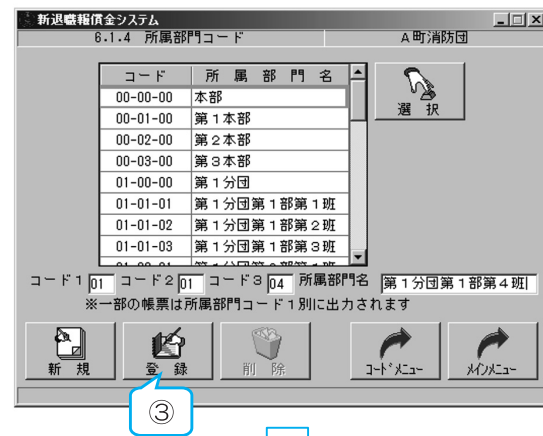 新退職報償金システム
6.1.4 所属部門コード A町消防団
コード 所 属 部 門 名
00-00-00 本部
00-01-00 第1本部
00-02-00 第2本部
00-03-00 第3本部
01-00-00 第1分団
01-01-01 第1分団第1部第1班
01-01-02 第1分団第1部第2班
01-01-03 第1分団第1部第3班
選 択
コード1 01 コード2 01 コード3 04 所属部門名 第1分団第1部第4班
※一部の帳票は所属部門コード1別に出力されます
新 規 登 録 削 除 コードメニュー メインメニュー
③